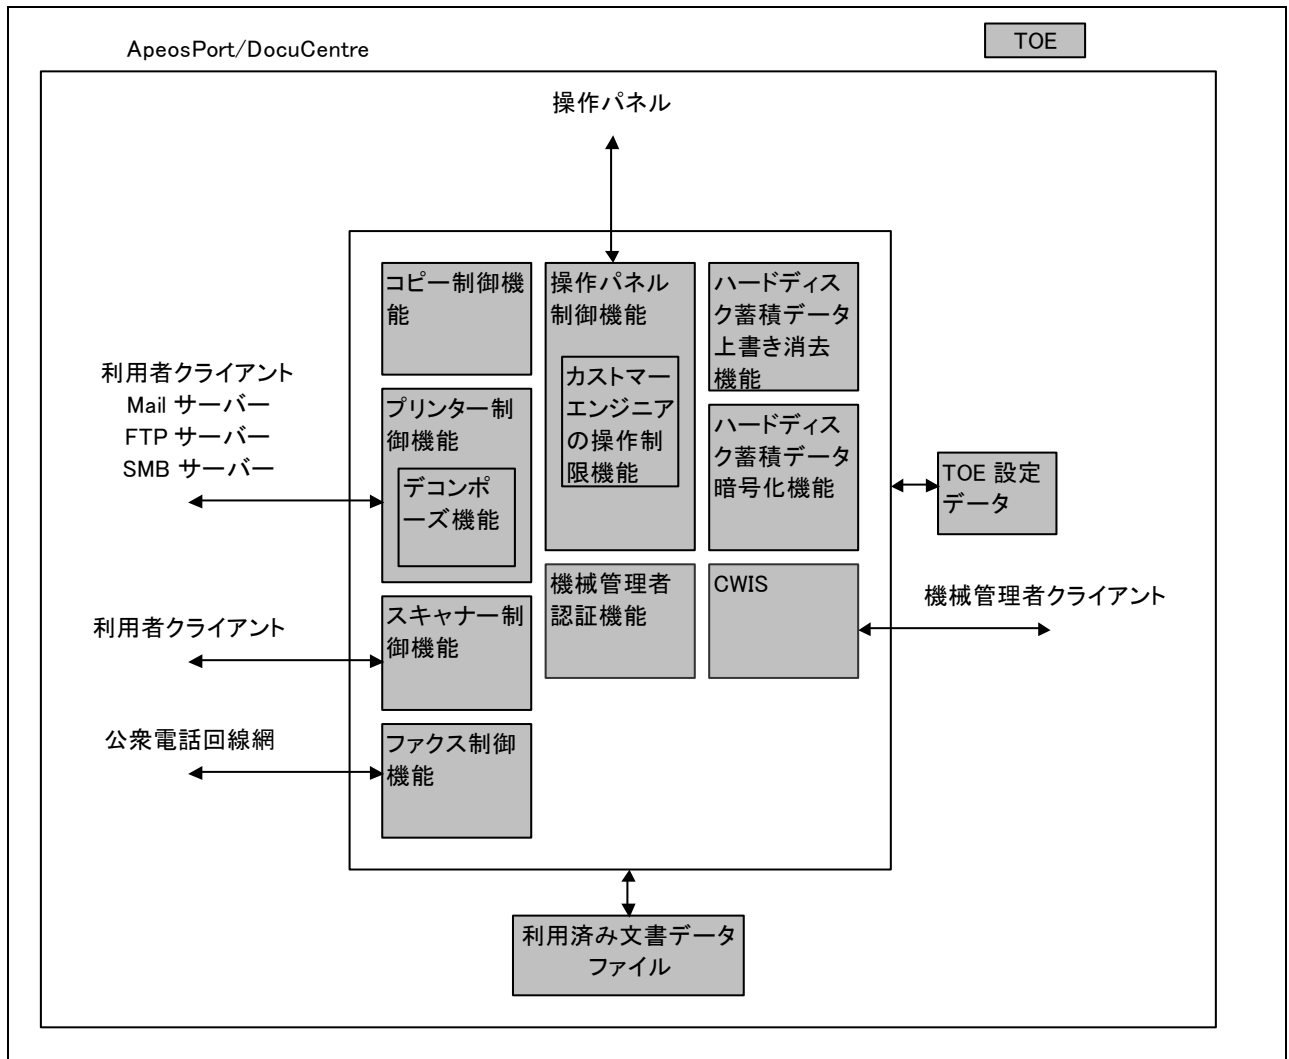 ApeosPort/DocuCentre
TOE
操作パネル
コピー制御機
能
操作パネル
制御機能
カストマー
エンジニア
の操作制
限機能
ハードディス
ク蓄積データ
上書き消去
機能
利用者クライアント
Mail サーバー
FTP サーバー
SMB サーバー
プリンター制
御機能
デコンポ
ーズ機能
ハードディス
ク蓄積データ
暗号化機能
TOE 設定
データ
機械管理者
認証機能
CWIS
機械管理者クライアント
利用者クライアント
スキャナー制
御機能
公衆電話回線網
ファクス制御
機能
利用済み文書データ
ファイル